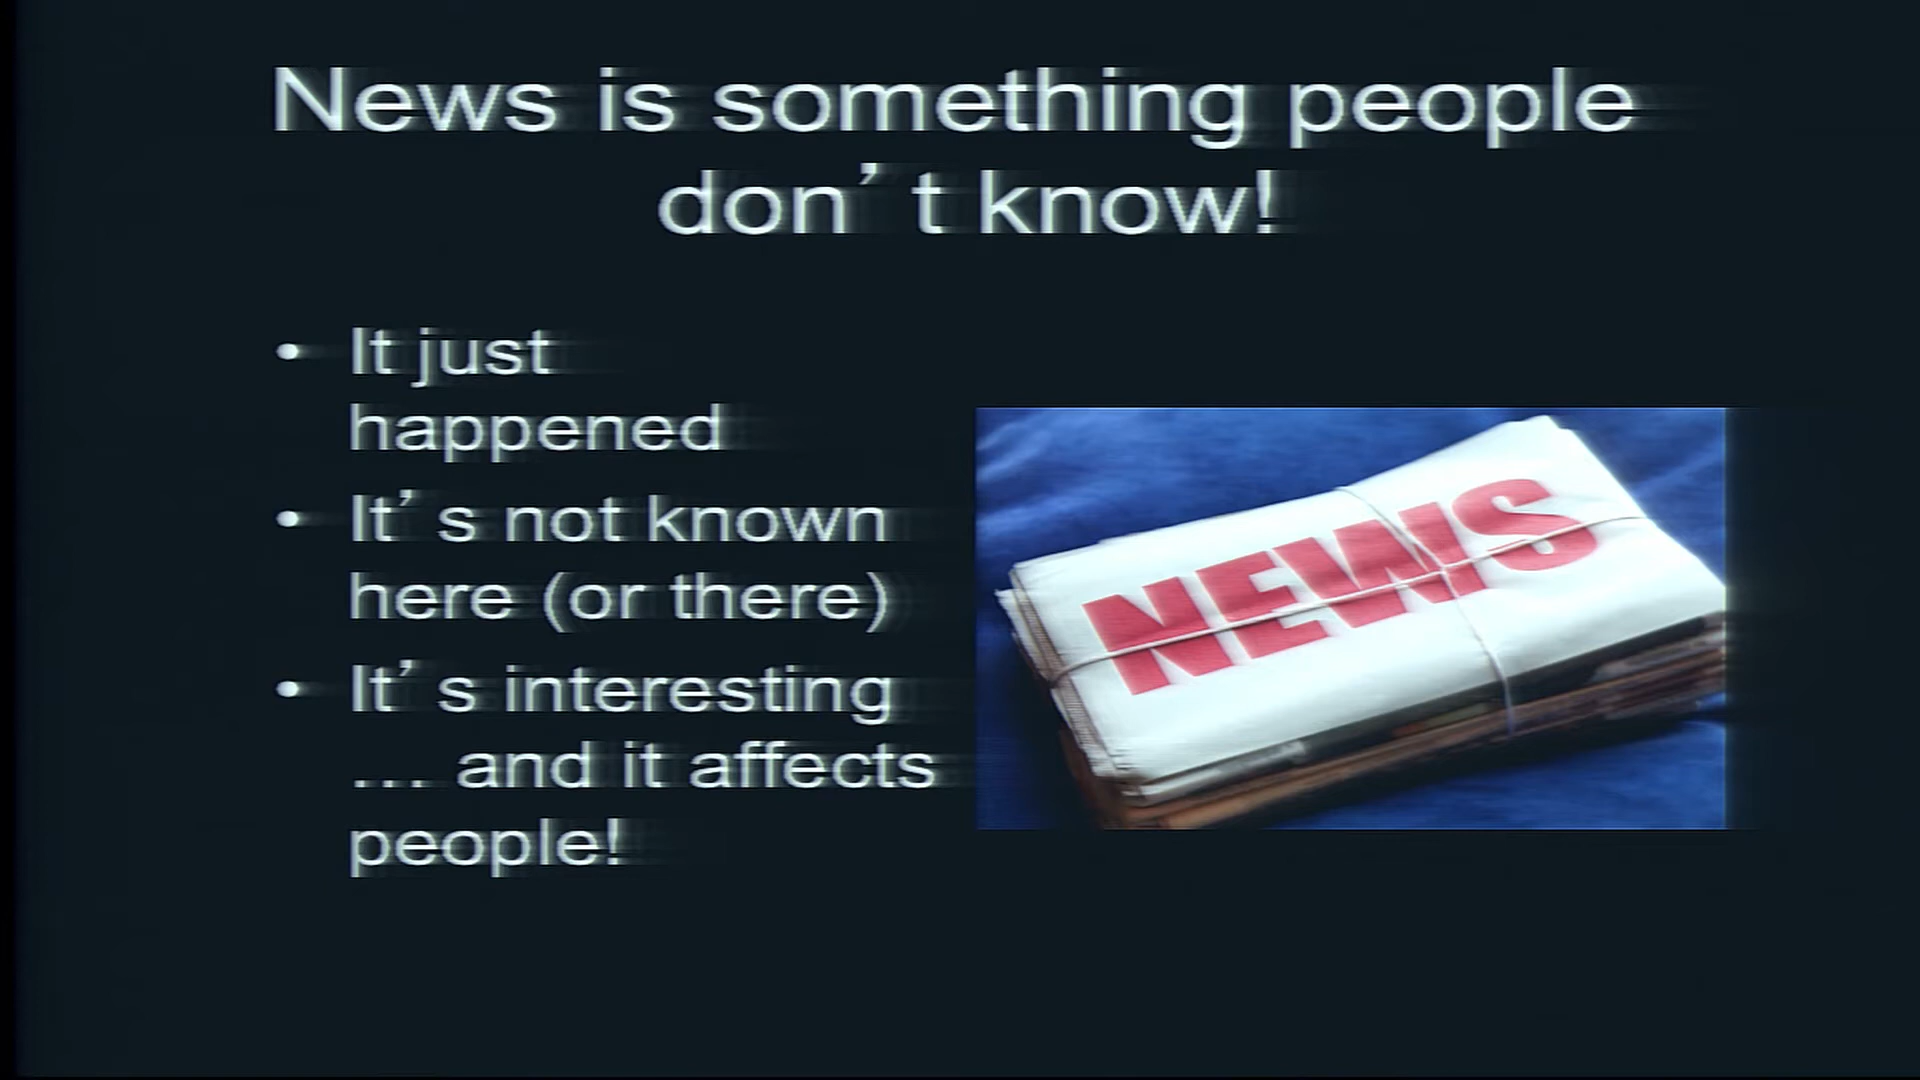 News is something people
don’t know!
• It just
happened
• It’s not known
here (or there)
• It’s interesting
... and it affects
people!
NEWS